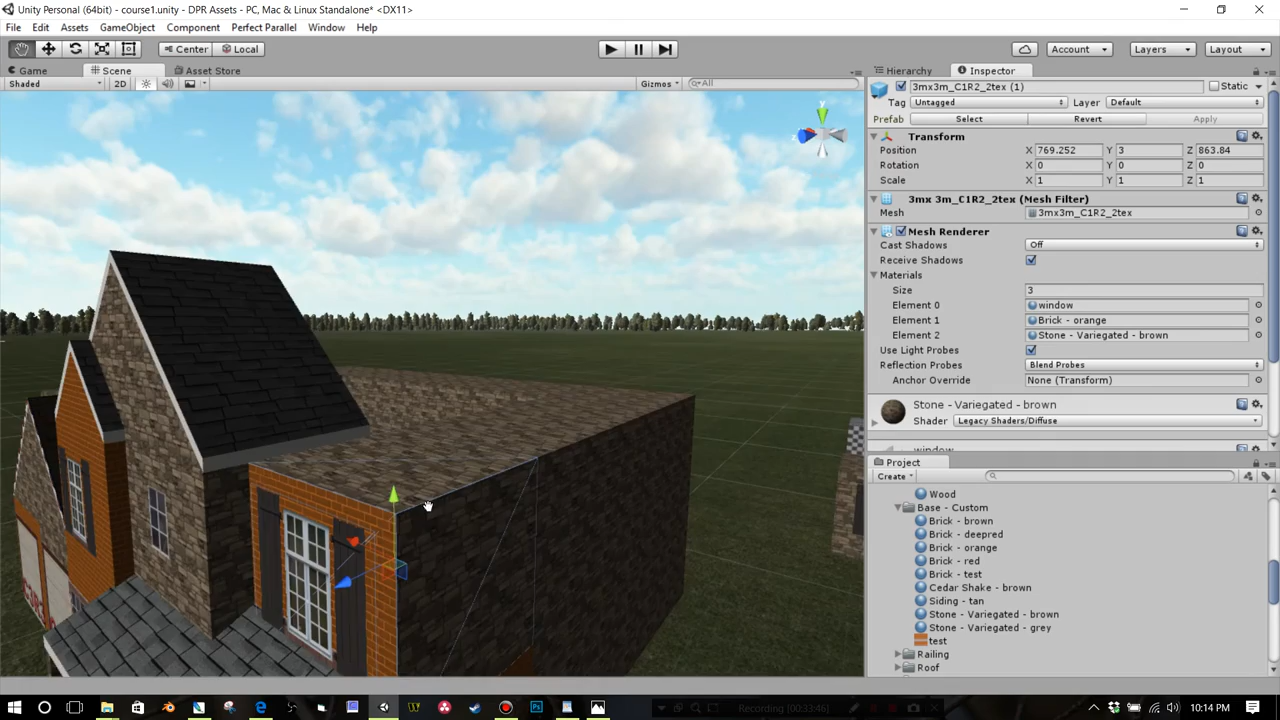 Unity Personal (64bit) - course1.unity - DPR Assets - PC, Mac & Linux Standalone* <DX11>
File Edit Assets GameObject Component Perfect Parallel Window Help
Center Local Account Layers Layout
Game Scene Asset Store
Shaded 2D Gizmos All
Hierarchy Inspector
3mx3m_C1R2_2tex (1) Static
Tag Untagged Layer Default
Prefab Select Revert Apply
Transform
Position X 769.252 Y 3 Z 863.84
Rotation X 0 Y 0 Z 0
Scale X 1 Y 1 Z 1
3mx 3m_C1R2_2tex (Mesh Filter)
Mesh 3mx3m_C1R2_2tex
Mesh Renderer
Cast Shadows Off
Receive Shadows
Materials
Size 3
Element 0 window
Element 1 Brick - orange
Element 2 Stone - Variegated - brown
Use Light Probes
Reflection Probes Blend Probes
Anchor Override None (Transform)
Stone - Variegated - brown
Shader Legacy Shaders/Diffuse
window
Project
Create
Wood
Base - Custom
Brick - brown
Brick - deepred
Brick - orange
Brick - red
Brick - test
Cedar Shake - brown
Siding - tan
Stone - Variegated - brown
Stone - Variegated - grey
test
Railing
Roof
y
z
Recording [00:33:46]
10:14 PM